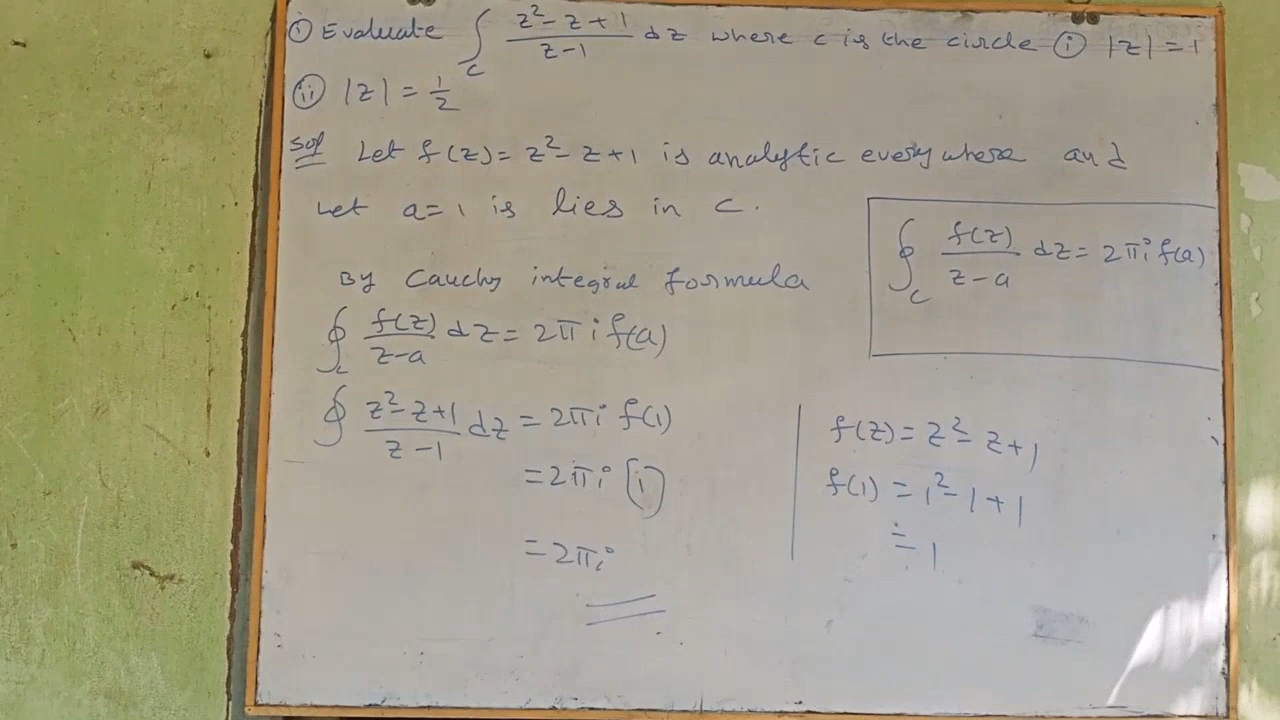 ① Evaluate ∫_C (z² - z + 1)/(z - 1) dz where c is the circle ⓘ |z| = 1
ⓘⓘ |z| = 1/2
Sol Let f(z) = z² - z + 1 is analytic everywhere and
Let a = 1 is lies in c.
∮_C f(z)/(z - a) dz = 2πi f(a)
By Cauchy integral formula
∮_C f(z)/(z - a) dz = 2πi f(a)
∮ (z² - z + 1)/(z - 1) dz = 2πi f(1)
= 2πi (1)
= 2πi
f(z) = z² - z + 1
f(1) = 1² - 1 + 1
= 1